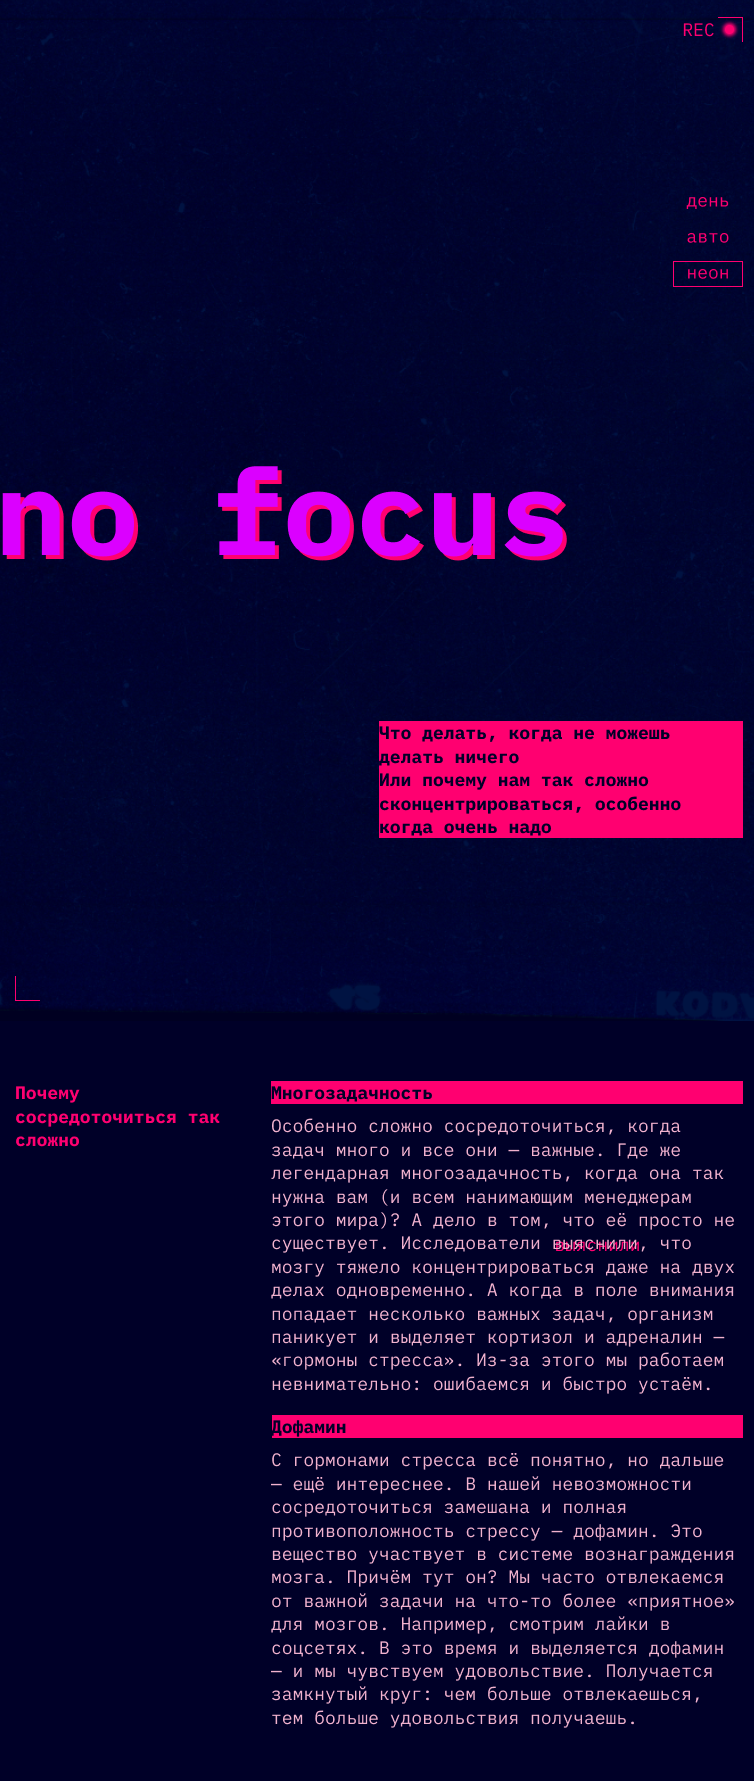 REC
день
авто
неон
no focus
Что делать, когда не можешь
делать ничего
Или почему нам так сложно
сконцентрироваться, особенно
когда очень надо
KODV
Почему
сосредоточиться так
сложно
Многозадачность
Особенно сложно сосредоточиться, когда
задач много и все они — важные. Где же
легендарная многозадачность, когда она так
нужна вам (и всем нанимающим менеджерам
этого мира)? А дело в том, что её просто не
существует. Исследователи выяснили, что
выяснили
мозгу тяжело концентрироваться даже на двух
делах одновременно. А когда в поле внимания
попадает несколько важных задач, организм
паникует и выделяет кортизол и адреналин —
«гормоны стресса». Из-за этого мы работаем
невнимательно: ошибаемся и быстро устаём.
Дофамин
С гормонами стресса всё понятно, но дальше
— ещё интереснее. В нашей невозможности
сосредоточиться замешана и полная
противоположность стрессу — дофамин. Это
вещество участвует в системе вознаграждения
мозга. Причём тут он? Мы часто отвлекаемся
от важной задачи на что-то более «приятное»
для мозгов. Например, смотрим лайки в
соцсетях. В это время и выделяется дофамин
— и мы чувствуем удовольствие. Получается
замкнутый круг: чем больше отвлекаешься,
тем больше удовольствия получаешь.